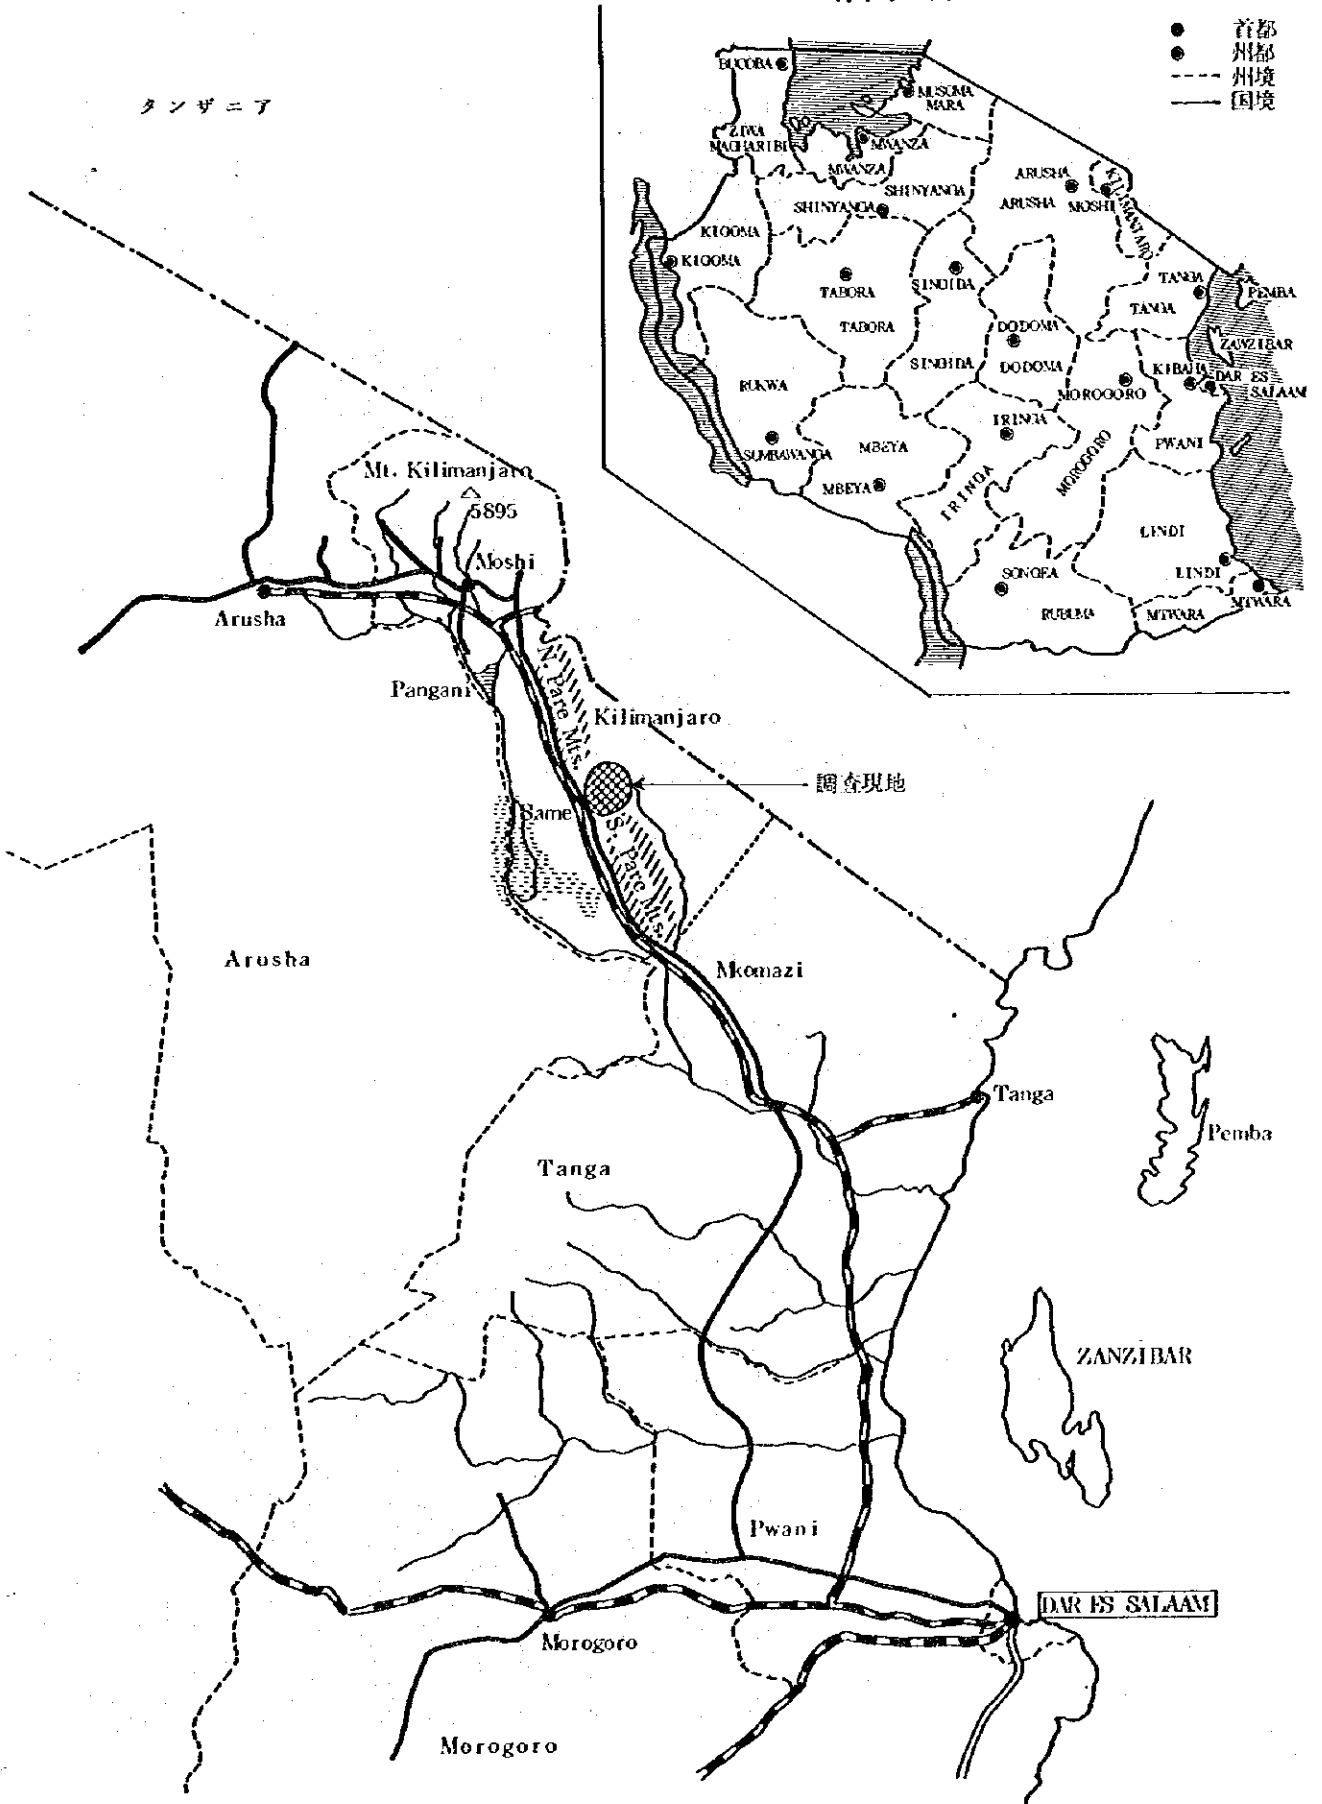 タンザニア
首都
州都
州境
国境
BUCOBA
MUSOMA
MARA
ZIWA
MAGHARIBI
MWANZA
MWANZA
SHINYANGA
SHINYANGA
ARUSHA
ARUSHA
MOSHI
KILIMANJARO
KIGOMA
KIGOMA
TABORA
TABORA
SINGIDA
SINGIDA
DODOMA
DODOMA
TANGA
TANGA
PEMBA
ZANZIBAR
KIBAHA
DAR ES
SALAAM
MOROGORO
MOROGORO
PWANI
RUKWA
SUMBAWANGA
MBEYA
MBEYA
IRINGA
IRINGA
LINDI
LINDI
SONGEA
RUBUMA
MTWARA
MTWARA
Mt. Kilimanjaro
5895
Moshi
Arusha
Pangani
N. Pare Mts.
Kilimanjaro
調査現地
Same
S. Pare Mts.
Arusha
Mkomazi
Tanga
Pemba
Tanga
ZANZIBAR
Pwani
DAR ES SALAAM
Morogoro
Morogoro